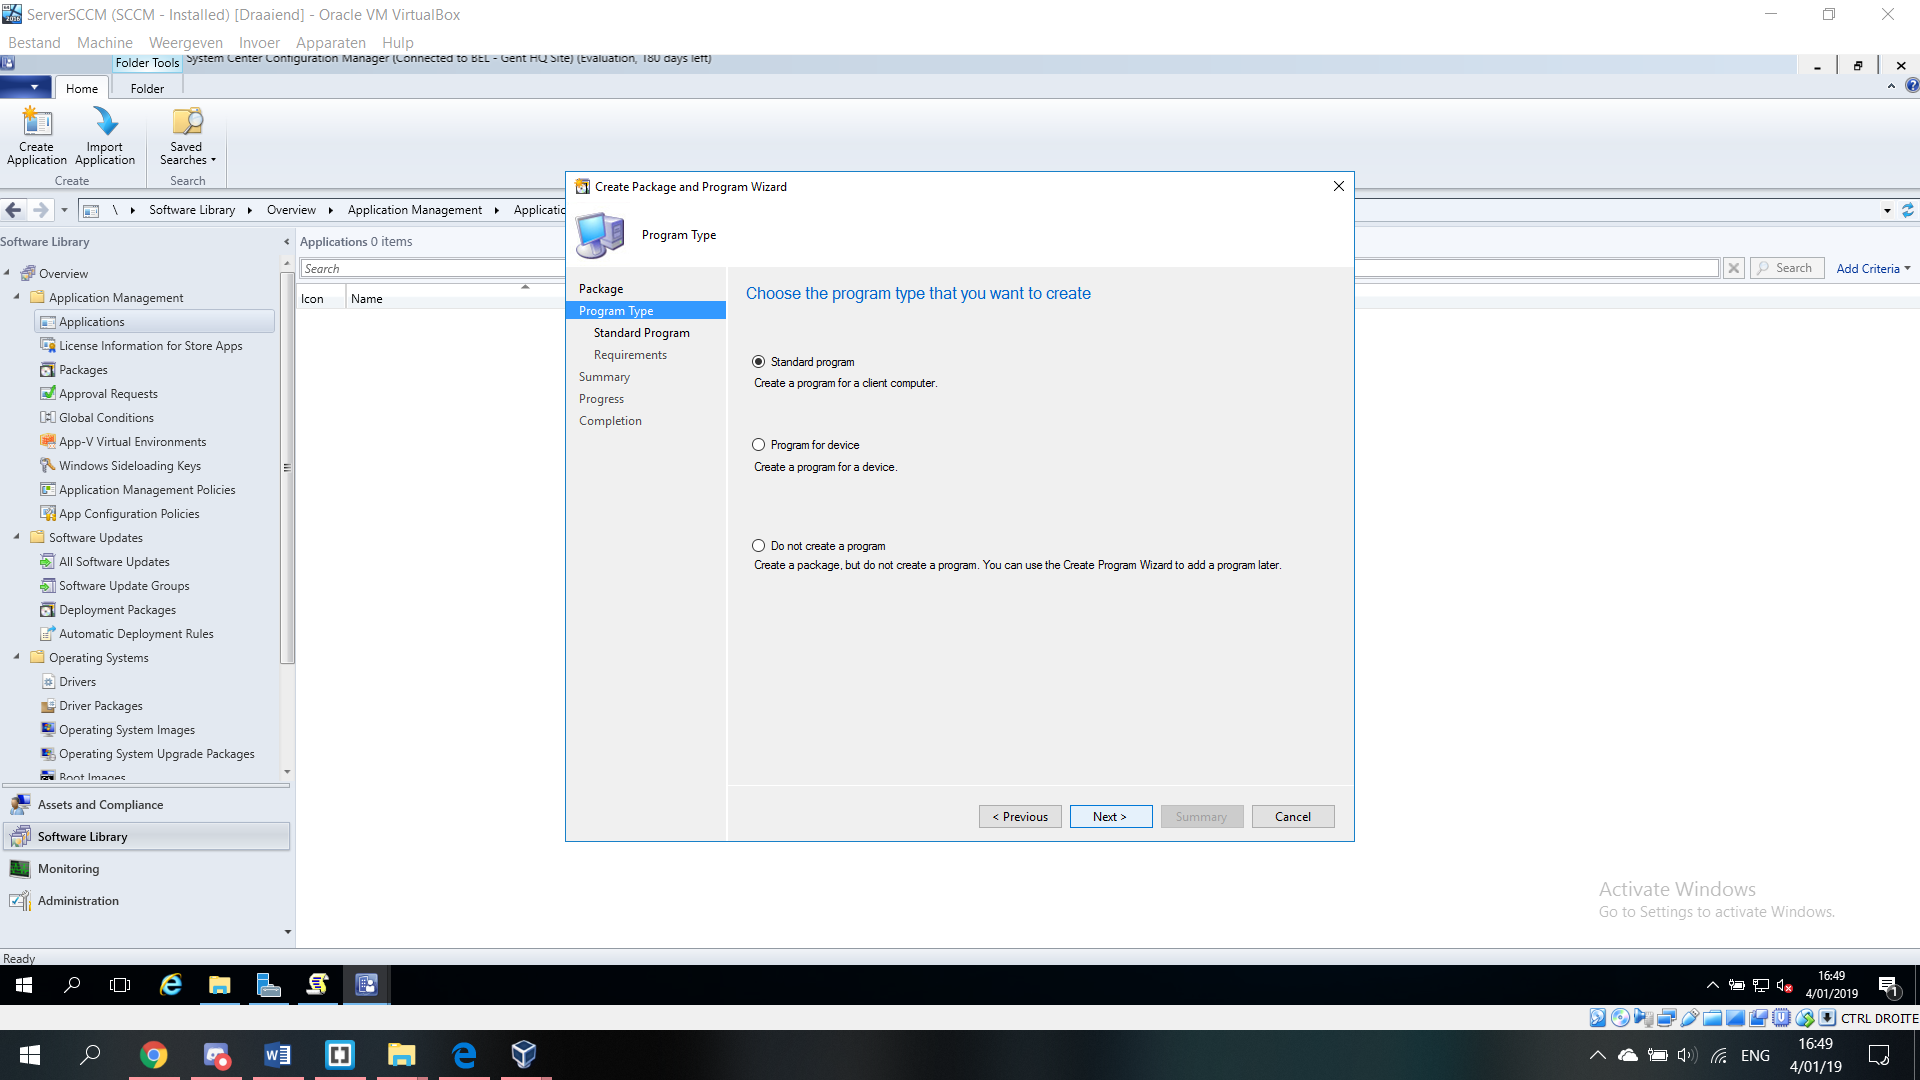 ServerSCCM (SCCM - Installed) [Draaiend] - Oracle VM VirtualBox
Bestand Machine Weergeven Invoer Apparaten Hulp
Folder Tools System Center Configuration Manager (Connected to BEL - Gent HQ Site) (Evaluation, 180 days left)
Home Folder
Create Application
Import Application
Saved Searches
Create Search
\ Software Library Overview Application Management Applicatio
Software Library
Applications 0 items
Search
Search
Add Criteria
Icon Name
Overview
Application Management
Applications
License Information for Store Apps
Packages
Approval Requests
Global Conditions
App-V Virtual Environments
Windows Sideloading Keys
Application Management Policies
App Configuration Policies
Software Updates
All Software Updates
Software Update Groups
Deployment Packages
Automatic Deployment Rules
Operating Systems
Drivers
Driver Packages
Operating System Images
Operating System Upgrade Packages
Boot Images
Assets and Compliance
Software Library
Monitoring
Administration
Ready
Create Package and Program Wizard
Program Type
Package
Program Type
Standard Program
Requirements
Summary
Progress
Completion
Choose the program type that you want to create
Standard program
Create a program for a client computer.
Program for device
Create a program for a device.
Do not create a program
Create a package, but do not create a program. You can use the Create Program Wizard to add a program later.
< Previous Next > Summary Cancel
Activate Windows
Go to Settings to activate Windows.
16:49
4/01/2019
1
CTRL DROITE
ENG
16:49
4/01/19